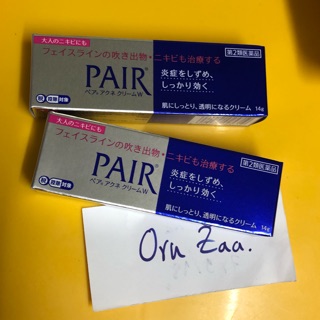 大人のニキビにも
フェイスラインの吹き出物・ニキビも治療する
第2類医薬品
PAIR®
ペア®アクネクリームW
炎症をしずめ、
しっかり効く
肌にしっとり、透明になるクリーム 14g
大人のニキビにも
フェイスラインの吹き出物・ニキビも治療する
第2類医薬品
PAIR®
ペア®アクネクリームW
炎症をしずめ、
しっかり効く
肌にしっとり、透明になるクリーム 14g
Oru Zaa.